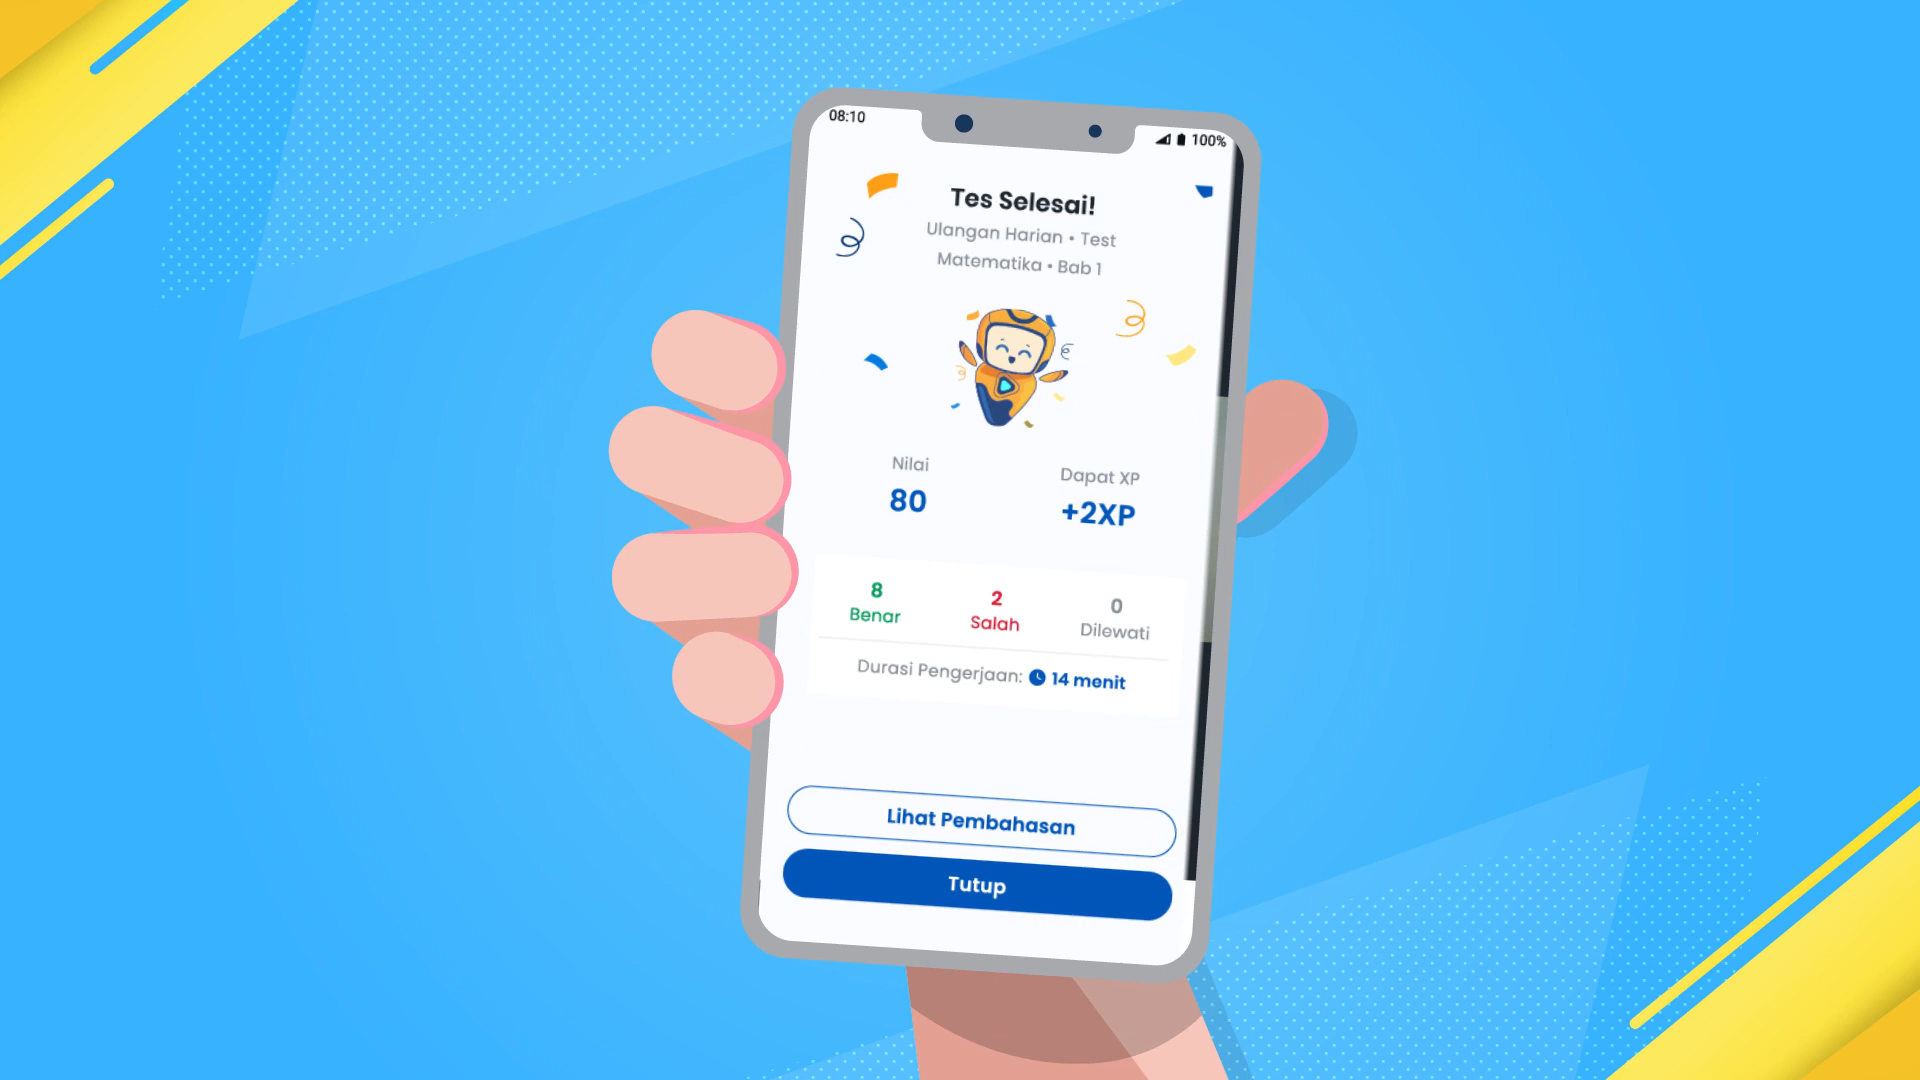 08:10
100%
Tes Selesai!
Ulangan Harian • Test
Matematika • Bab 1
Nilai
80
Dapat XP
+2XP
8
Benar
2
Salah
0
Dilewati
Durasi Pengerjaan: 14 menit
Lihat Pembahasan
Tutup